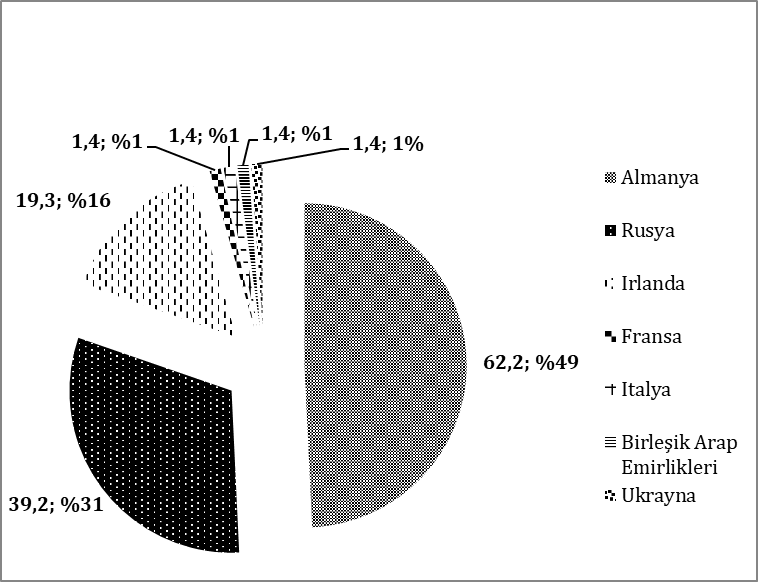 1,4; %1
1,4; %1
1,4; %1
1,4; 1%
19,3; %16
62,2; %49
39,2; %31
Almanya
Rusya
Irlanda
Fransa
Italya
Birleşik Arap
Emirlikleri
Ukrayna